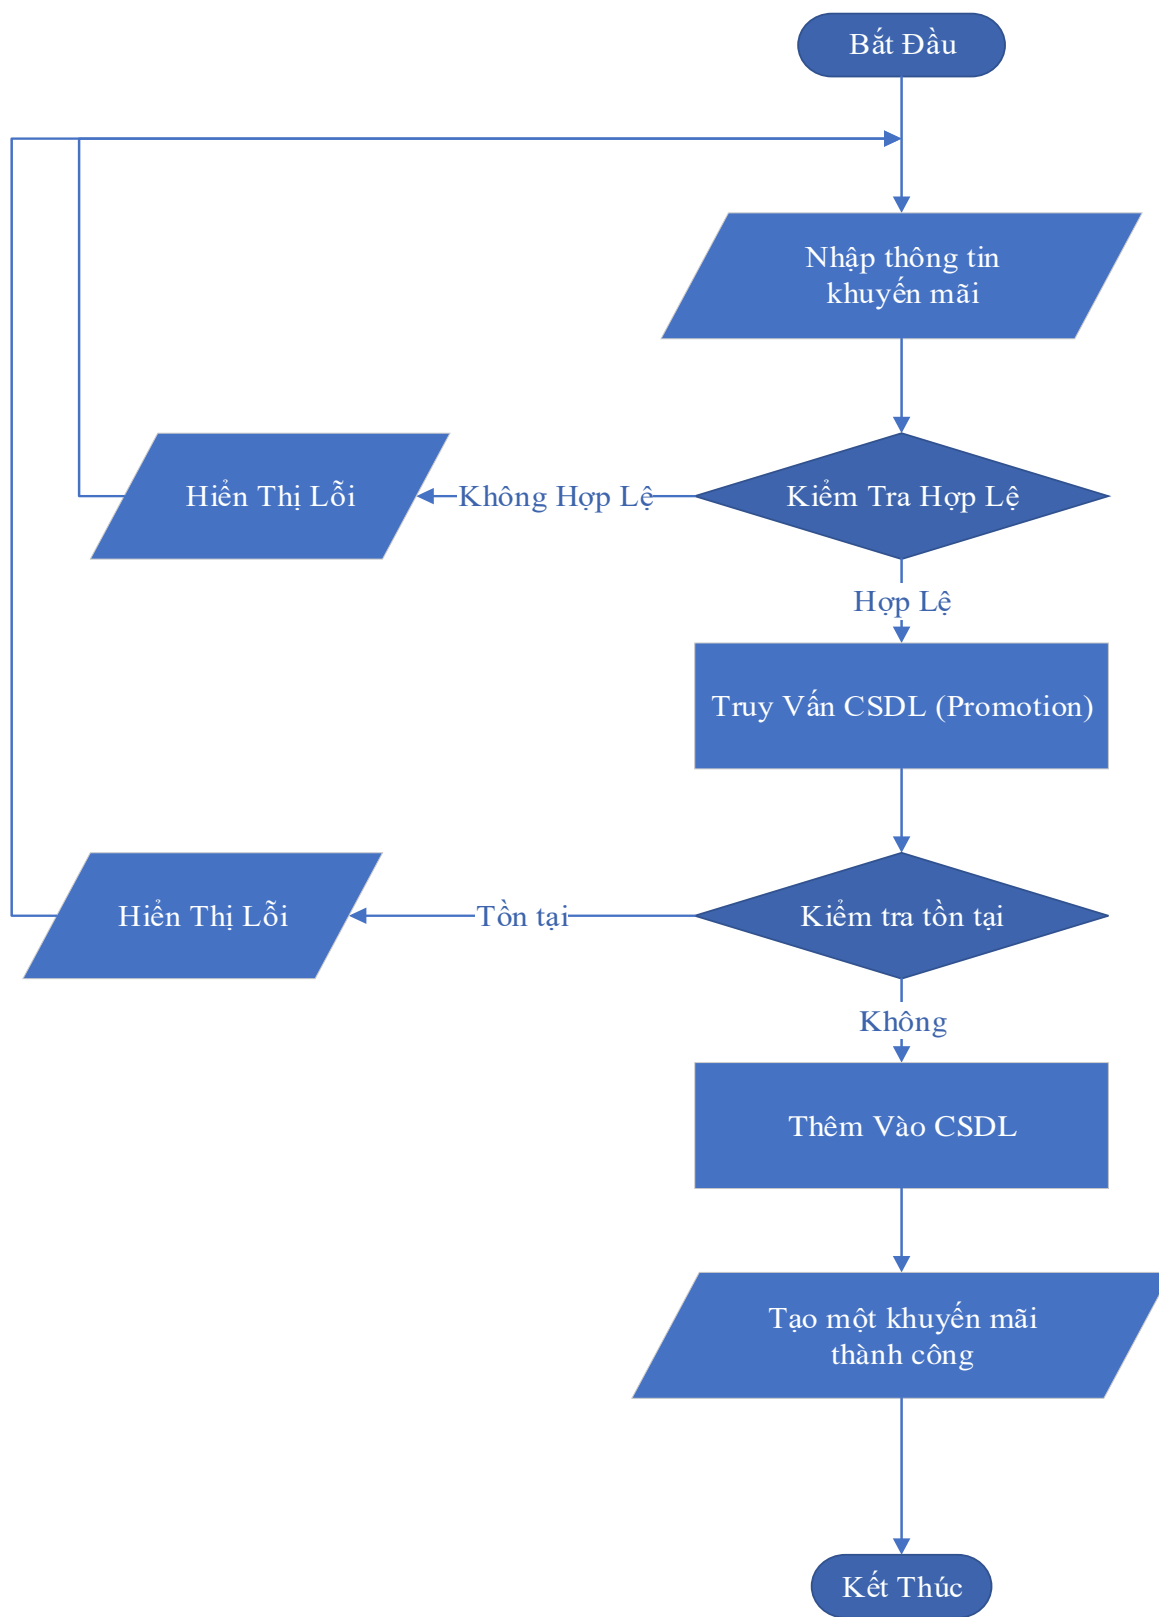 Bắt Đầu
Nhập thông tin
khuyến mãi
Hiển Thị Lỗi
Không Hợp Lệ
Kiểm Tra Hợp Lệ
Hợp Lệ
Truy Vấn CSDL (Promotion)
Hiển Thị Lỗi
Tồn tại
Kiểm tra tồn tại
Không
Thêm Vào CSDL
Tạo một khuyến mãi
thành công
Kết Thúc